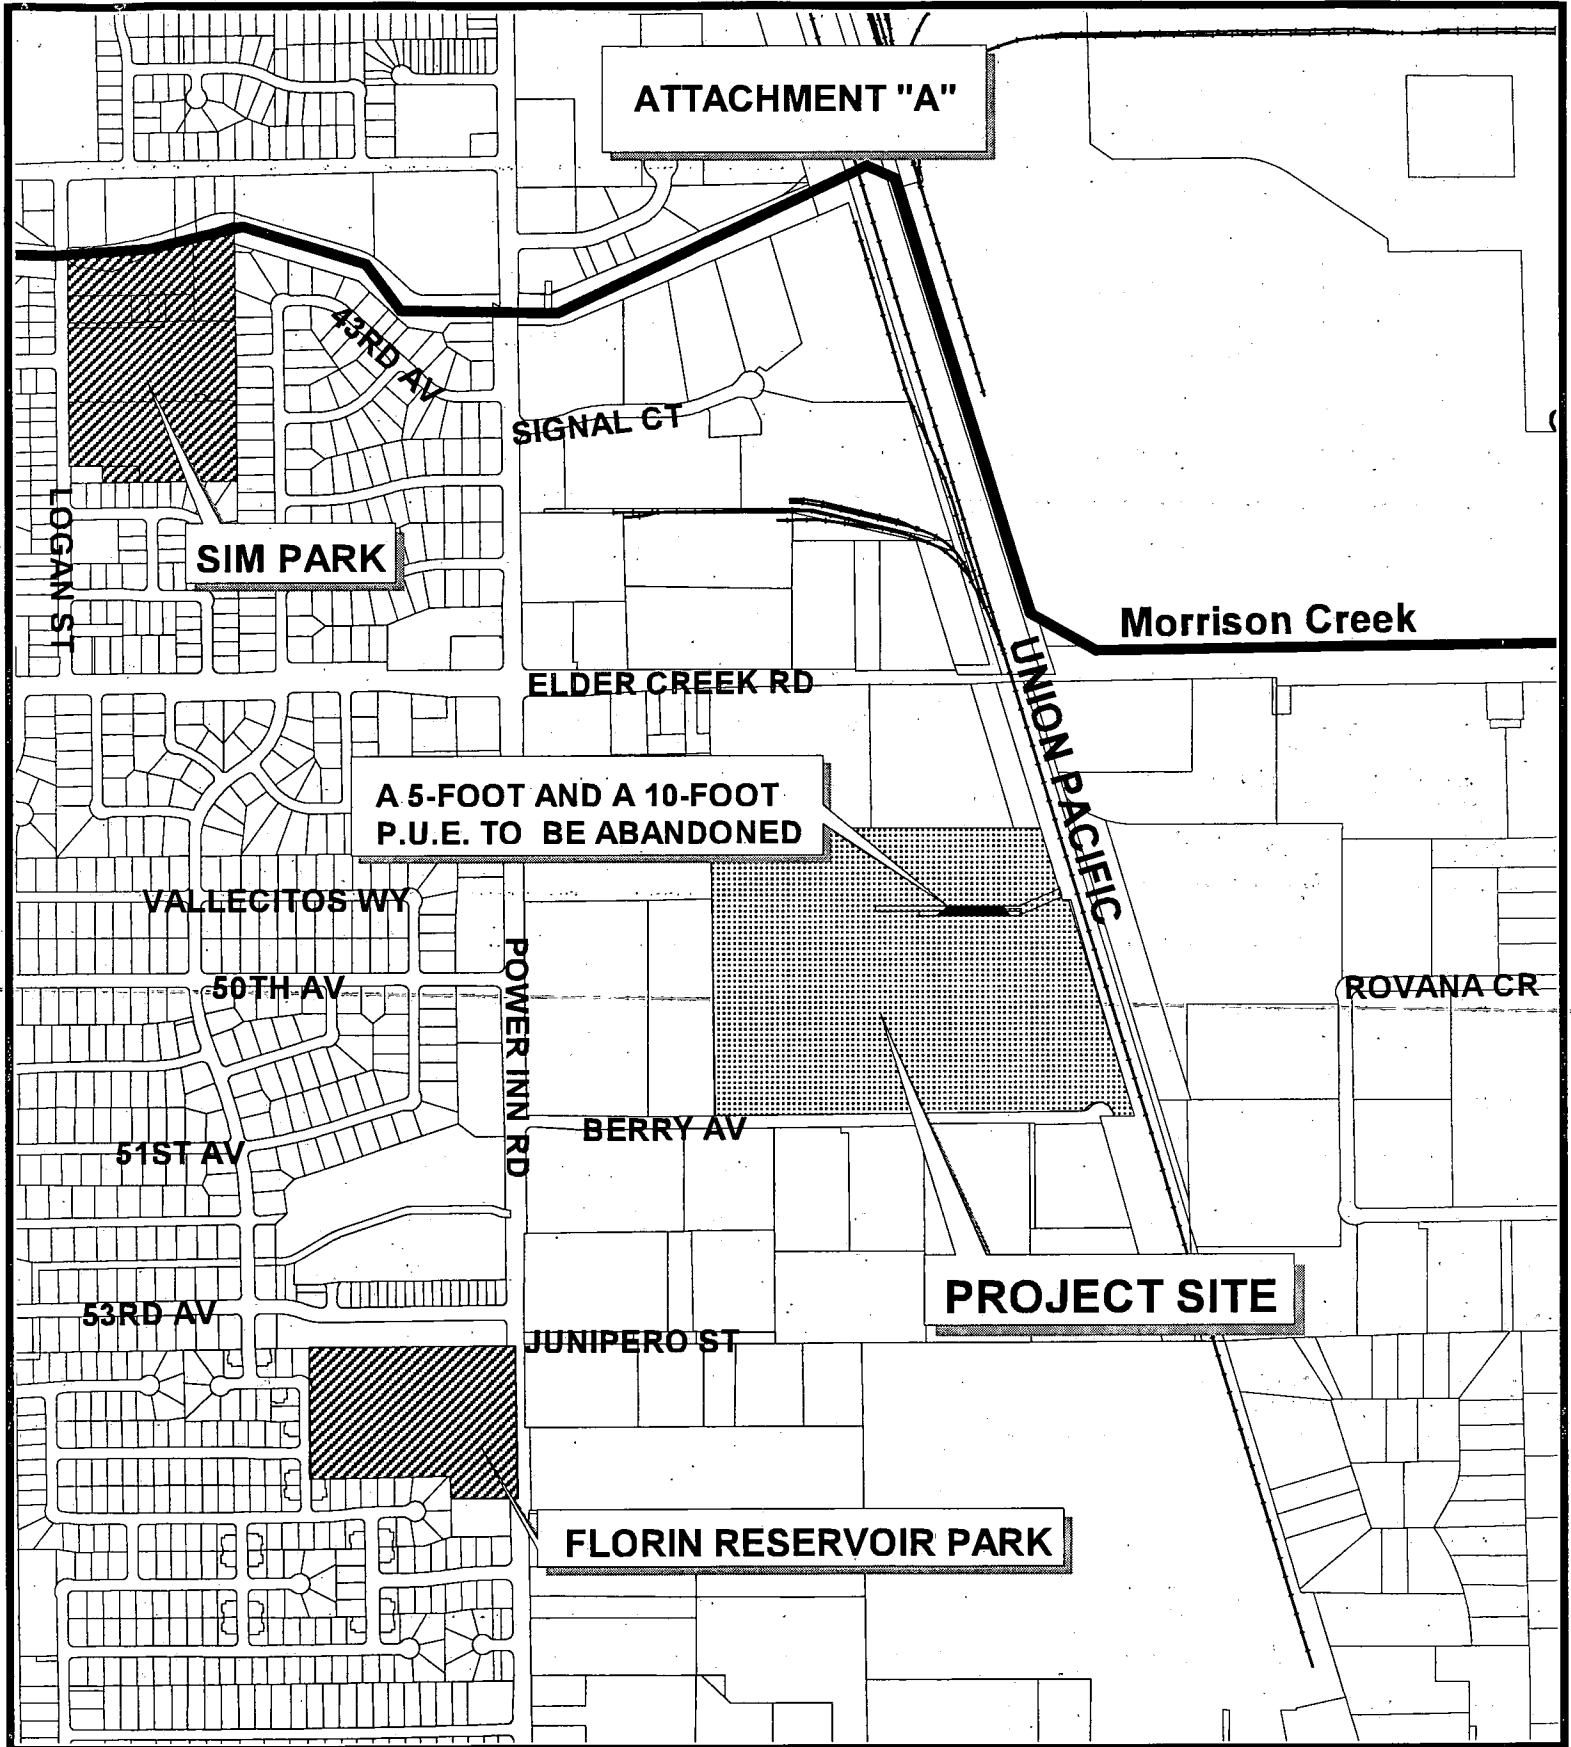 ATTACHMENT "A"
43RD AV
SIGNAL CT
LOGAN ST
SIM PARK
Morrison Creek
UNION PACIFIC
ELDER CREEK RD
A 5-FOOT AND A 10-FOOT
P.U.E. TO BE ABANDONED
VALLECITOS WY
POWER INN RD
50TH AV
ROVANA CR
BERRY AV
51ST AV
PROJECT SITE
53RD AV
JUNIPERO ST
FLORIN RESERVOIR PARK